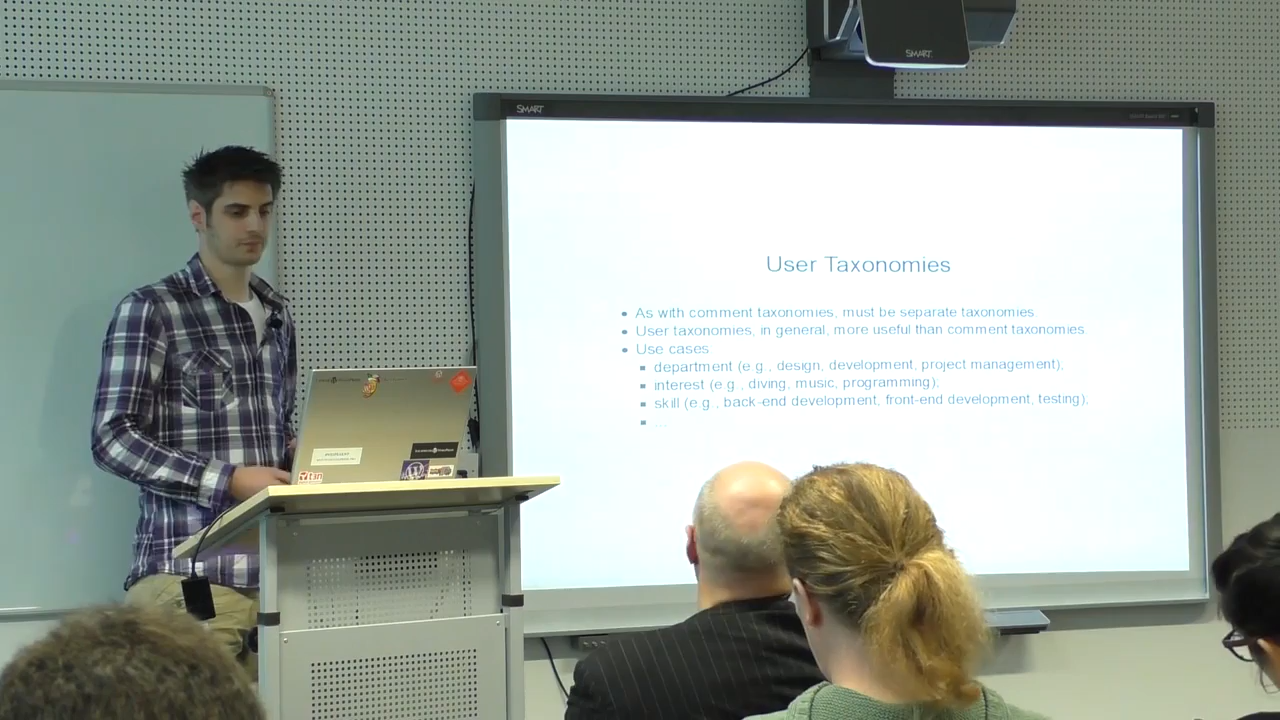 SMART
SMART
User Taxonomies
As with comment taxonomies, must be separate taxonomies.
User taxonomies, in general, more useful than comment taxonomies.
Use cases
department (e.g., design, development, project management);
interest (e.g., diving, music, programming);
skill (e.g., back-end development, front-end development, testing);
...